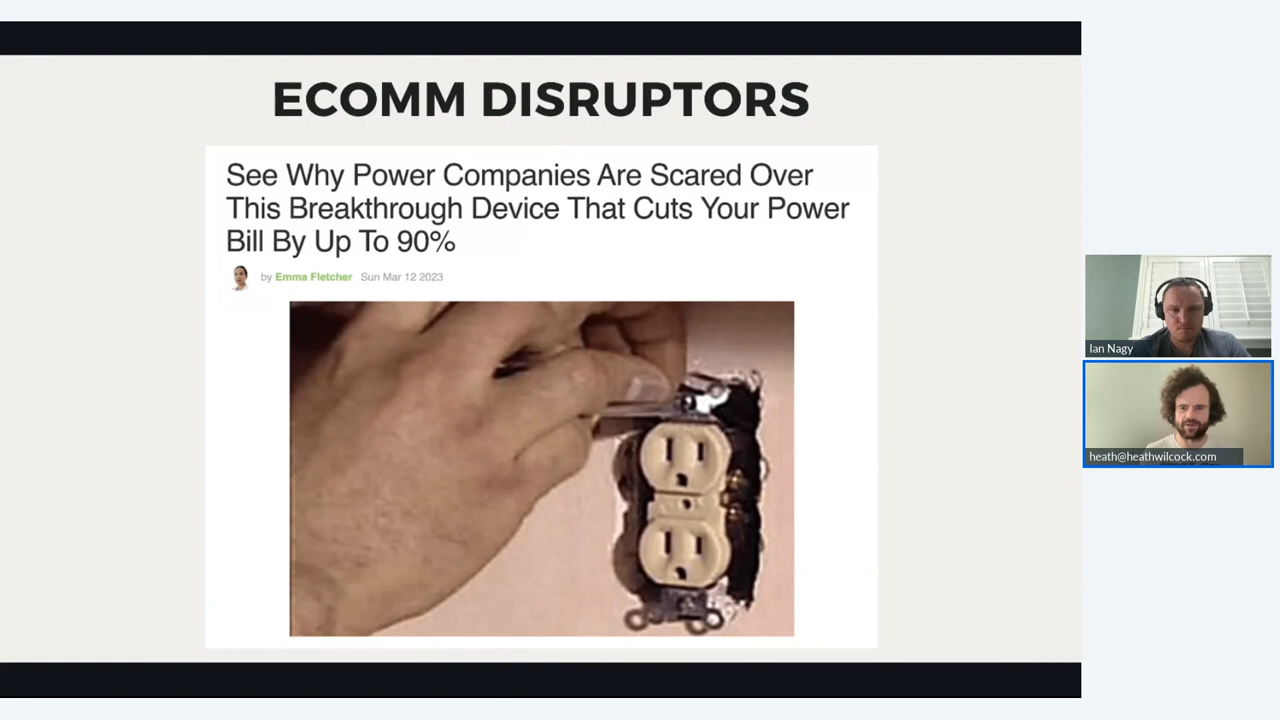 ECOMM DISRUPTORS
See Why Power Companies Are Scared Over
This Breakthrough Device That Cuts Your Power
Bill By Up To 90%
by Emma Fletcher Sun Mar 12 2023
Ian Nagy
heath@heathwilcock.com